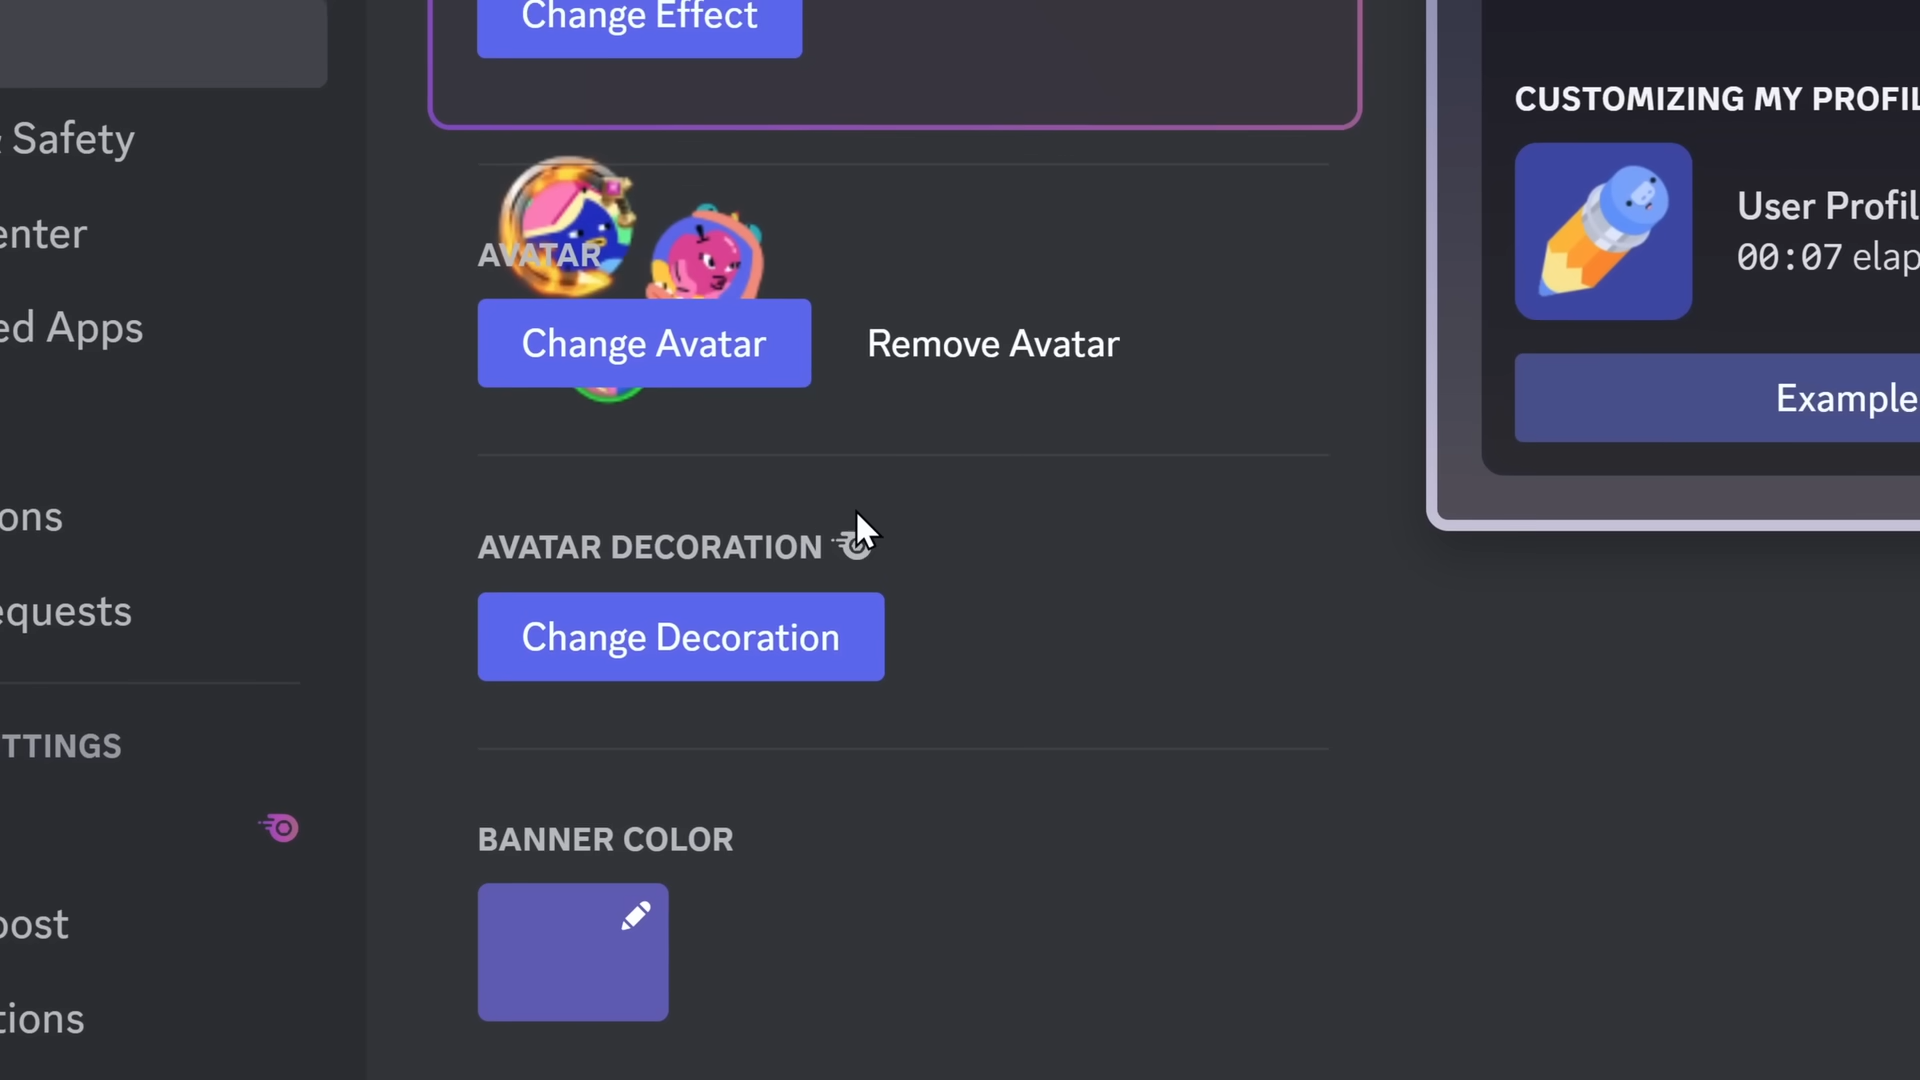 Change Effect
Safety
enter
ed Apps
ons
equests
TTINGS
oost
tions
AVATAR
Change Avatar
Remove Avatar
AVATAR DECORATION
Change Decoration
BANNER COLOR
CUSTOMIZING MY PROFIL
User Profil
00:07 elap
Example